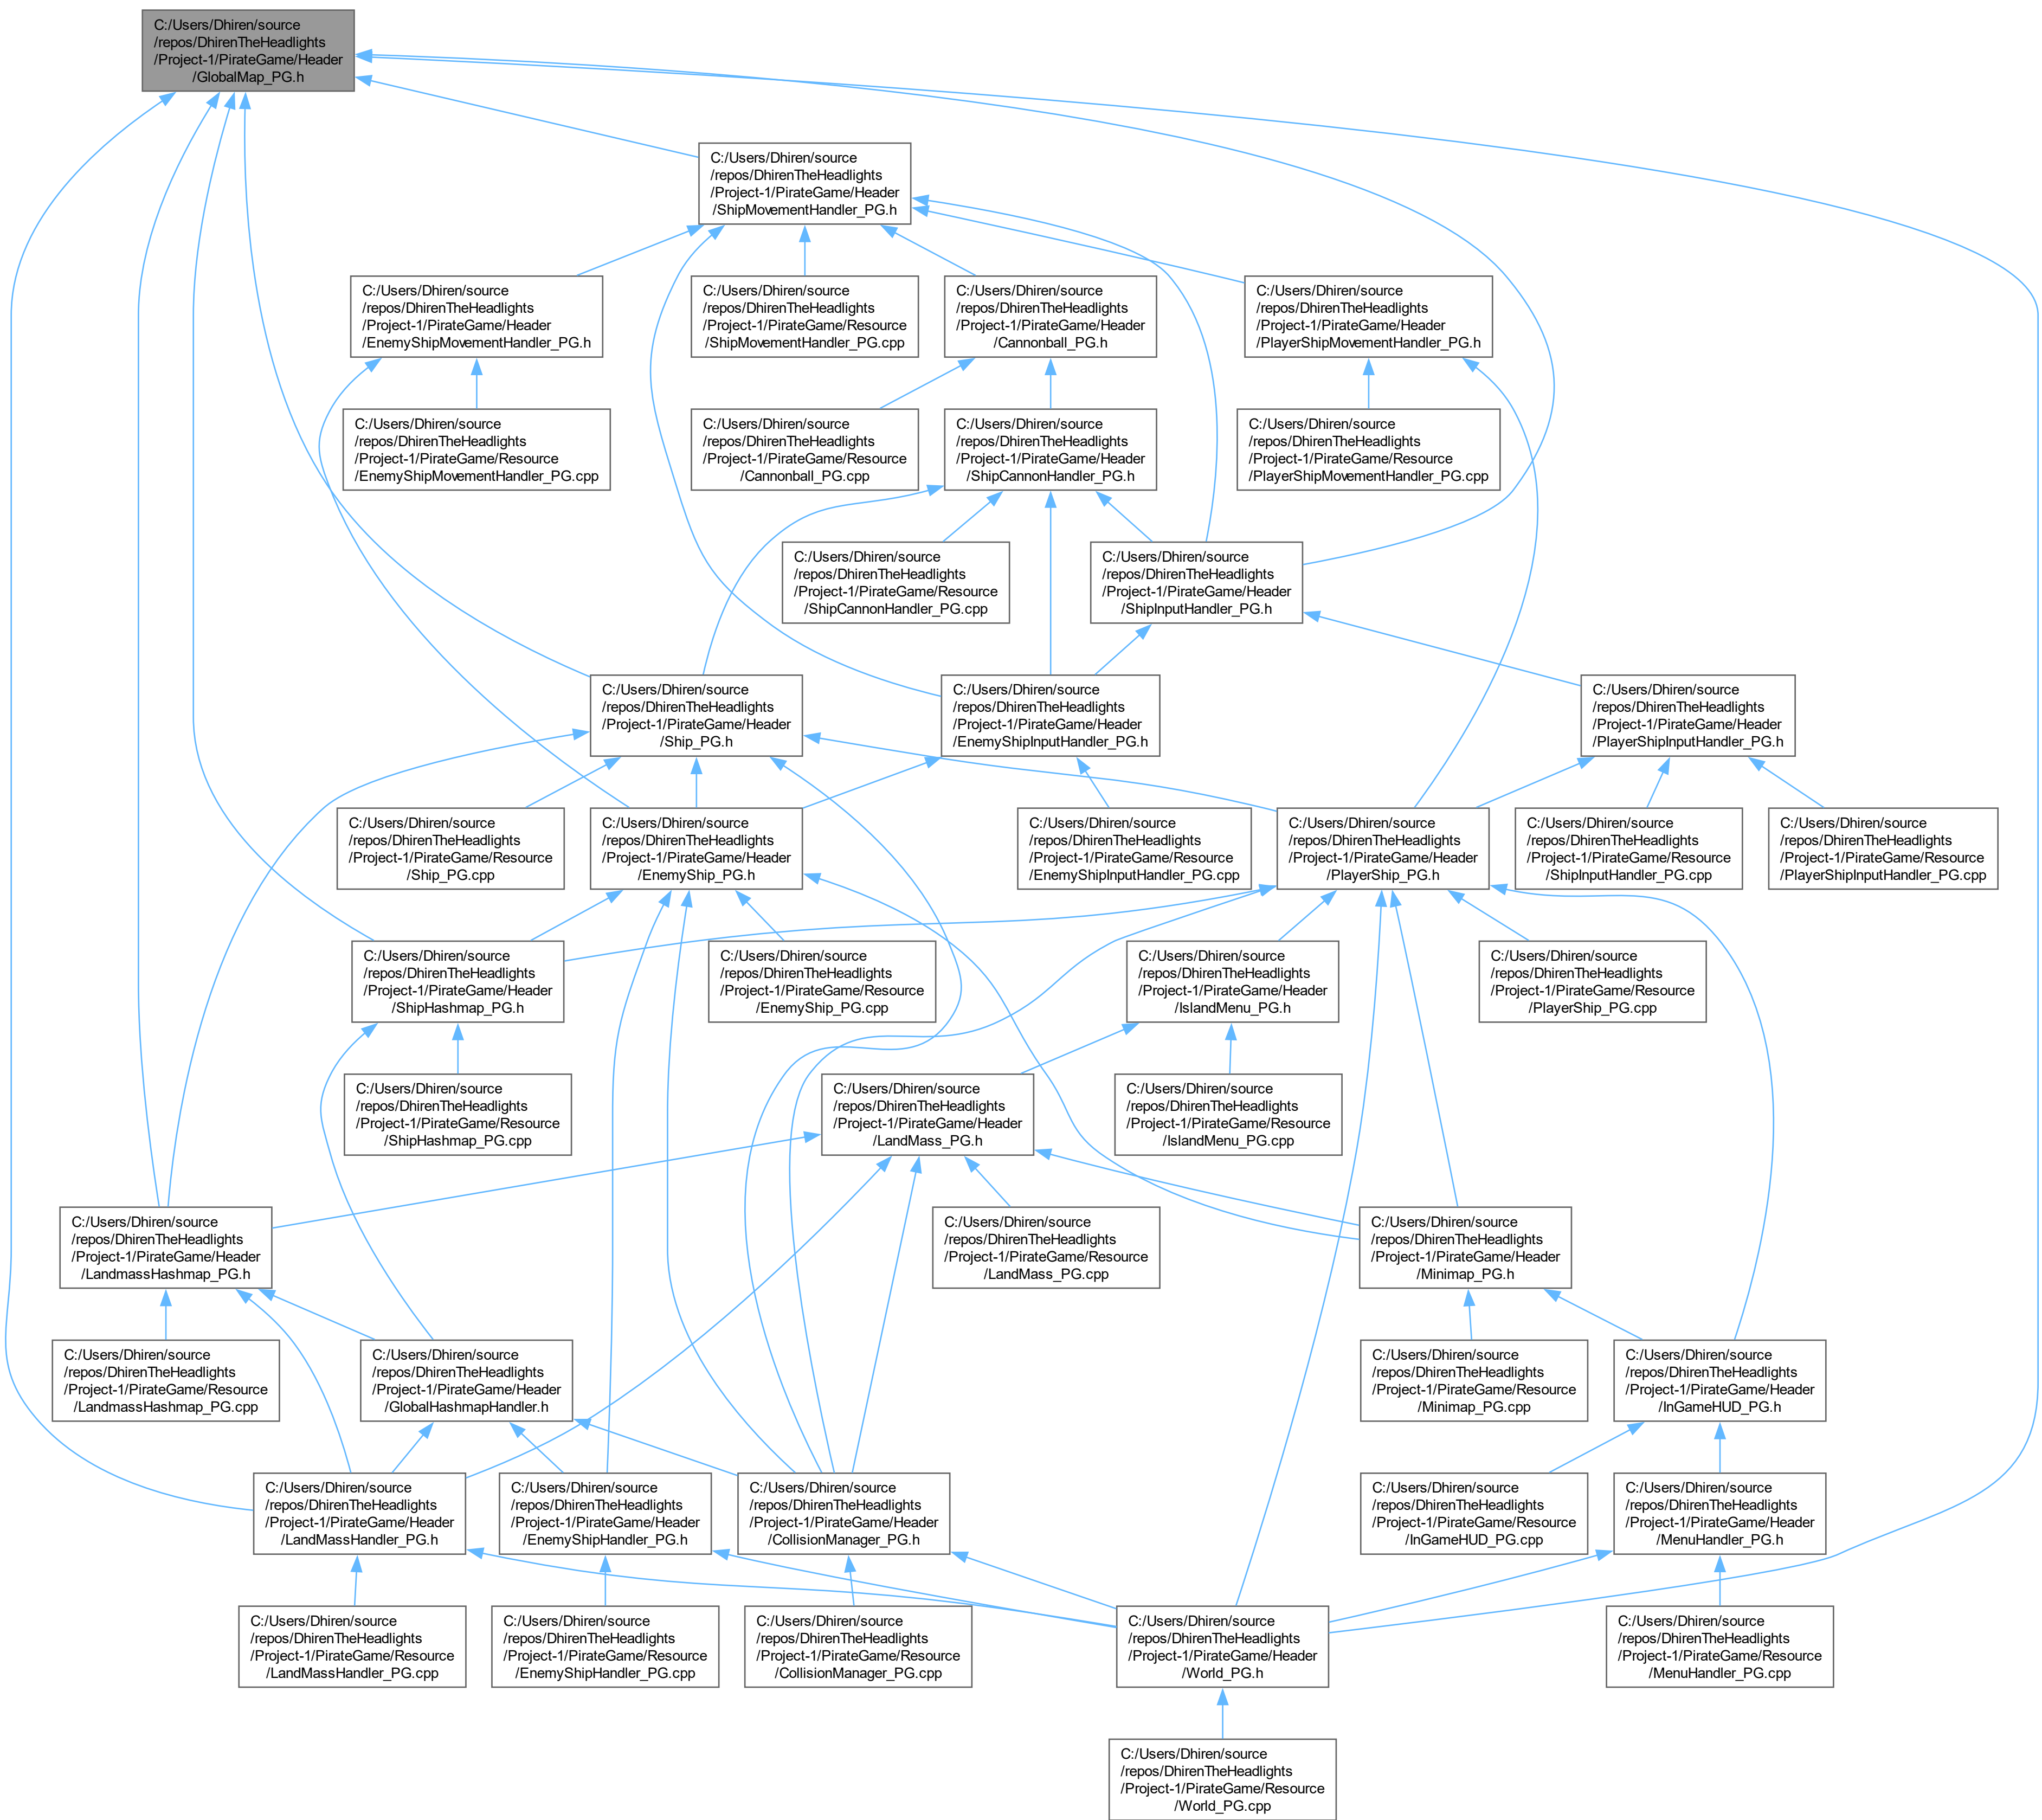 C:/Users/Dhiren/source
/repos/DhirenTheHeadlights
/Project-1/PirateGame/Header
/GlobalMap_PG.h
C:/Users/Dhiren/source
/repos/DhirenTheHeadlights
/Project-1/PirateGame/Header
/ShipMovementHandler_PG.h
C:/Users/Dhiren/source
/repos/DhirenTheHeadlights
/Project-1/PirateGame/Header
/EnemyShipMovementHandler_PG.h
C:/Users/Dhiren/source
/repos/DhirenTheHeadlights
/Project-1/PirateGame/Resource
/ShipMovementHandler_PG.cpp
C:/Users/Dhiren/source
/repos/DhirenTheHeadlights
/Project-1/PirateGame/Header
/Cannonball_PG.h
C:/Users/Dhiren/source
/repos/DhirenTheHeadlights
/Project-1/PirateGame/Header
/PlayerShipMovementHandler_PG.h
C:/Users/Dhiren/source
/repos/DhirenTheHeadlights
/Project-1/PirateGame/Resource
/EnemyShipMovementHandler_PG.cpp
C:/Users/Dhiren/source
/repos/DhirenTheHeadlights
/Project-1/PirateGame/Resource
/Cannonball_PG.cpp
C:/Users/Dhiren/source
/repos/DhirenTheHeadlights
/Project-1/PirateGame/Header
/ShipCannonHandler_PG.h
C:/Users/Dhiren/source
/repos/DhirenTheHeadlights
/Project-1/PirateGame/Resource
/PlayerShipMovementHandler_PG.cpp
C:/Users/Dhiren/source
/repos/DhirenTheHeadlights
/Project-1/PirateGame/Resource
/ShipCannonHandler_PG.cpp
C:/Users/Dhiren/source
/repos/DhirenTheHeadlights
/Project-1/PirateGame/Header
/ShipInputHandler_PG.h
C:/Users/Dhiren/source
/repos/DhirenTheHeadlights
/Project-1/PirateGame/Header
/Ship_PG.h
C:/Users/Dhiren/source
/repos/DhirenTheHeadlights
/Project-1/PirateGame/Header
/EnemyShipInputHandler_PG.h
C:/Users/Dhiren/source
/repos/DhirenTheHeadlights
/Project-1/PirateGame/Header
/PlayerShipInputHandler_PG.h
C:/Users/Dhiren/source
/repos/DhirenTheHeadlights
/Project-1/PirateGame/Resource
/Ship_PG.cpp
C:/Users/Dhiren/source
/repos/DhirenTheHeadlights
/Project-1/PirateGame/Header
/EnemyShip_PG.h
C:/Users/Dhiren/source
/repos/DhirenTheHeadlights
/Project-1/PirateGame/Resource
/EnemyShipInputHandler_PG.cpp
C:/Users/Dhiren/source
/repos/DhirenTheHeadlights
/Project-1/PirateGame/Header
/PlayerShip_PG.h
C:/Users/Dhiren/source
/repos/DhirenTheHeadlights
/Project-1/PirateGame/Resource
/ShipInputHandler_PG.cpp
C:/Users/Dhiren/source
/repos/DhirenTheHeadlights
/Project-1/PirateGame/Resource
/PlayerShipInputHandler_PG.cpp
C:/Users/Dhiren/source
/repos/DhirenTheHeadlights
/Project-1/PirateGame/Header
/ShipHashmap_PG.h
C:/Users/Dhiren/source
/repos/DhirenTheHeadlights
/Project-1/PirateGame/Resource
/EnemyShip_PG.cpp
C:/Users/Dhiren/source
/repos/DhirenTheHeadlights
/Project-1/PirateGame/Header
/IslandMenu_PG.h
C:/Users/Dhiren/source
/repos/DhirenTheHeadlights
/Project-1/PirateGame/Resource
/PlayerShip_PG.cpp
C:/Users/Dhiren/source
/repos/DhirenTheHeadlights
/Project-1/PirateGame/Resource
/ShipHashmap_PG.cpp
C:/Users/Dhiren/source
/repos/DhirenTheHeadlights
/Project-1/PirateGame/Header
/LandMass_PG.h
C:/Users/Dhiren/source
/repos/DhirenTheHeadlights
/Project-1/PirateGame/Resource
/IslandMenu_PG.cpp
C:/Users/Dhiren/source
/repos/DhirenTheHeadlights
/Project-1/PirateGame/Header
/LandmassHashmap_PG.h
C:/Users/Dhiren/source
/repos/DhirenTheHeadlights
/Project-1/PirateGame/Resource
/LandMass_PG.cpp
C:/Users/Dhiren/source
/repos/DhirenTheHeadlights
/Project-1/PirateGame/Header
/Minimap_PG.h
C:/Users/Dhiren/source
/repos/DhirenTheHeadlights
/Project-1/PirateGame/Resource
/LandmassHashmap_PG.cpp
C:/Users/Dhiren/source
/repos/DhirenTheHeadlights
/Project-1/PirateGame/Header
/GlobalHashmapHandler.h
C:/Users/Dhiren/source
/repos/DhirenTheHeadlights
/Project-1/PirateGame/Resource
/Minimap_PG.cpp
C:/Users/Dhiren/source
/repos/DhirenTheHeadlights
/Project-1/PirateGame/Header
/InGameHUD_PG.h
C:/Users/Dhiren/source
/repos/DhirenTheHeadlights
/Project-1/PirateGame/Header
/LandMassHandler_PG.h
C:/Users/Dhiren/source
/repos/DhirenTheHeadlights
/Project-1/PirateGame/Header
/EnemyShipHandler_PG.h
C:/Users/Dhiren/source
/repos/DhirenTheHeadlights
/Project-1/PirateGame/Header
/CollisionManager_PG.h
C:/Users/Dhiren/source
/repos/DhirenTheHeadlights
/Project-1/PirateGame/Resource
/InGameHUD_PG.cpp
C:/Users/Dhiren/source
/repos/DhirenTheHeadlights
/Project-1/PirateGame/Header
/MenuHandler_PG.h
C:/Users/Dhiren/source
/repos/DhirenTheHeadlights
/Project-1/PirateGame/Resource
/LandMassHandler_PG.cpp
C:/Users/Dhiren/source
/repos/DhirenTheHeadlights
/Project-1/PirateGame/Resource
/EnemyShipHandler_PG.cpp
C:/Users/Dhiren/source
/repos/DhirenTheHeadlights
/Project-1/PirateGame/Resource
/CollisionManager_PG.cpp
C:/Users/Dhiren/source
/repos/DhirenTheHeadlights
/Project-1/PirateGame/Header
/World_PG.h
C:/Users/Dhiren/source
/repos/DhirenTheHeadlights
/Project-1/PirateGame/Resource
/MenuHandler_PG.cpp
C:/Users/Dhiren/source
/repos/DhirenTheHeadlights
/Project-1/PirateGame/Resource
/World_PG.cpp